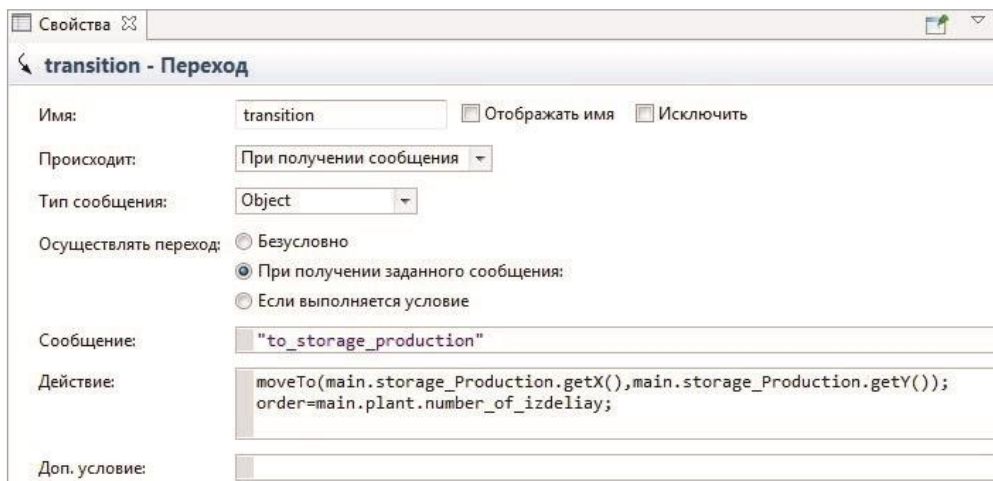 Свойства
transition - Переход
Имя: transition Отображать имя Исключить
Происходит: При получении сообщения
Тип сообщения: Object
Осуществлять переход: Безусловно
При получении заданного сообщения:
Если выполняется условие
Сообщение: "to_storage_production"
Действие: moveTo(main.storage_Production.getX(),main.storage_Production.getY());
order=main.plant.number_of_izdeliay;
Доп. условие: